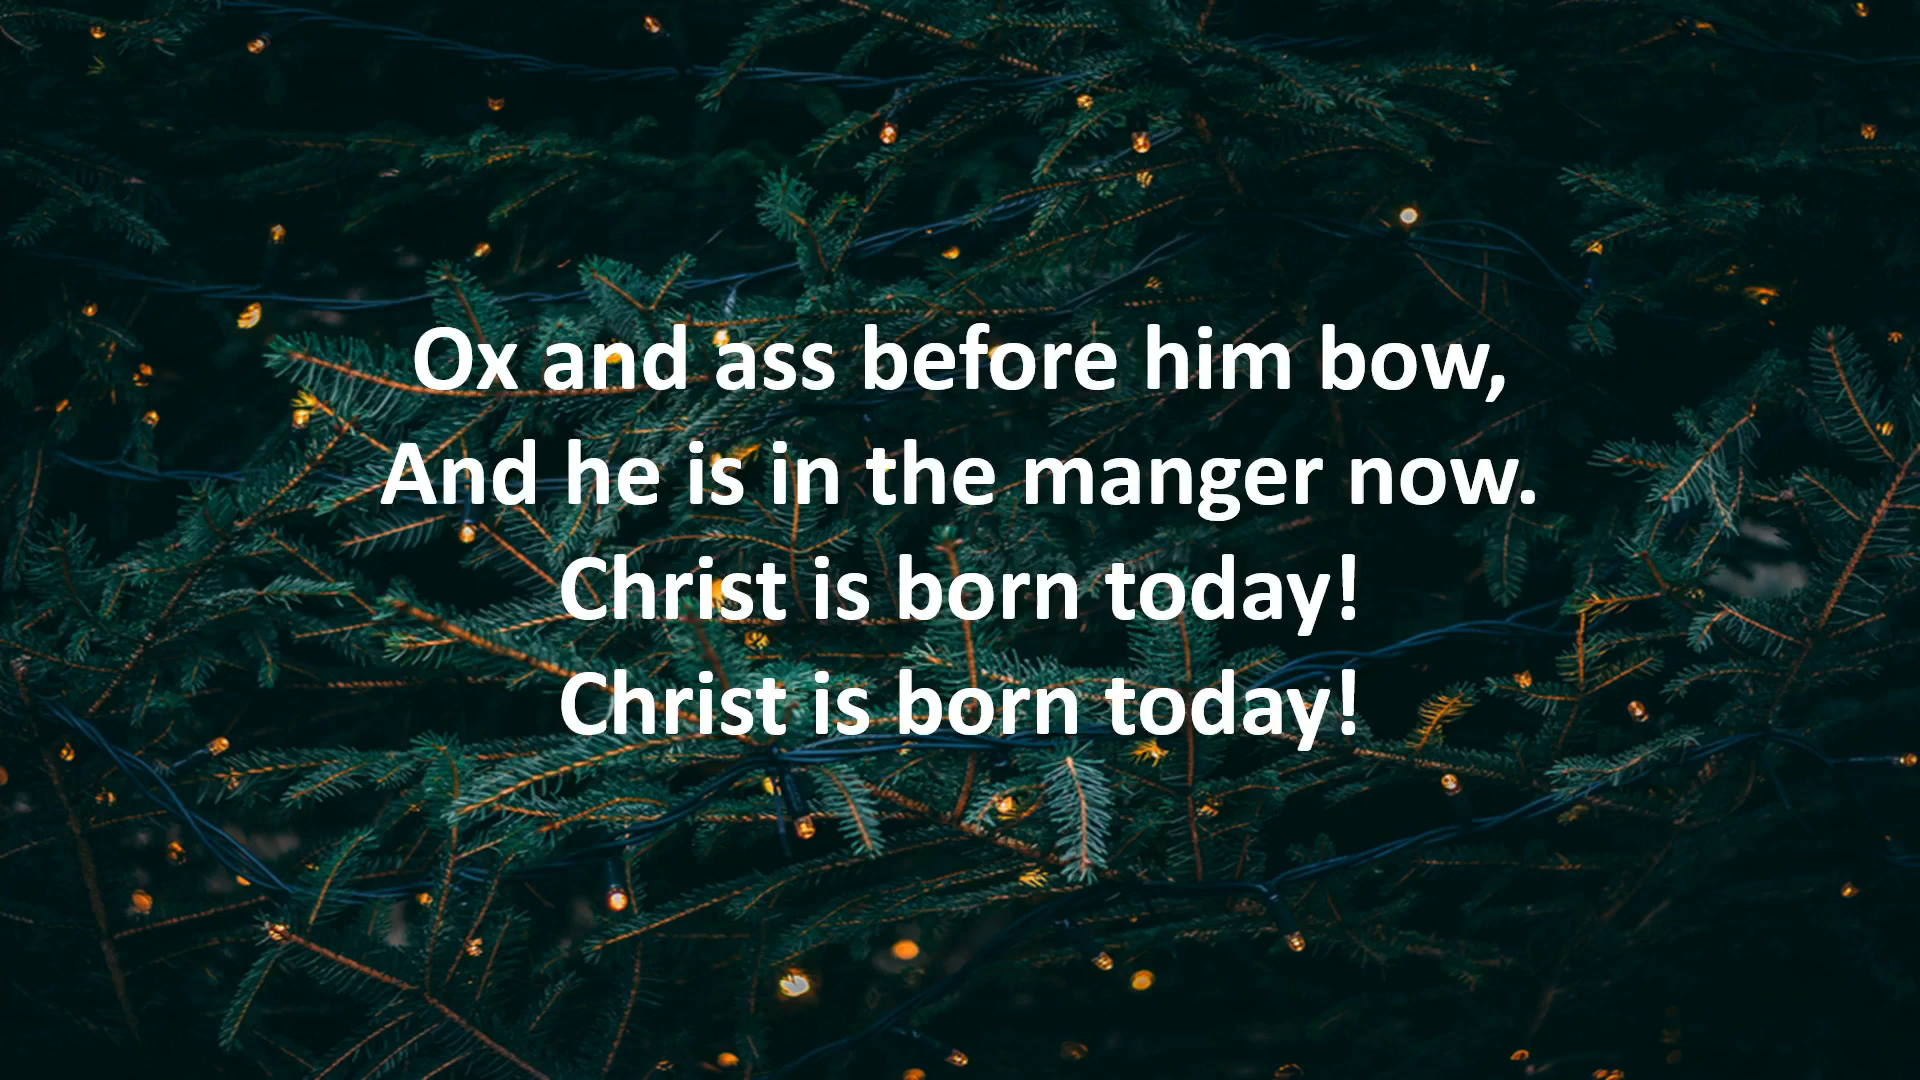 Ox and ass before him bow,
And he is in the manger now.
Christ is born today!
Christ is born today!